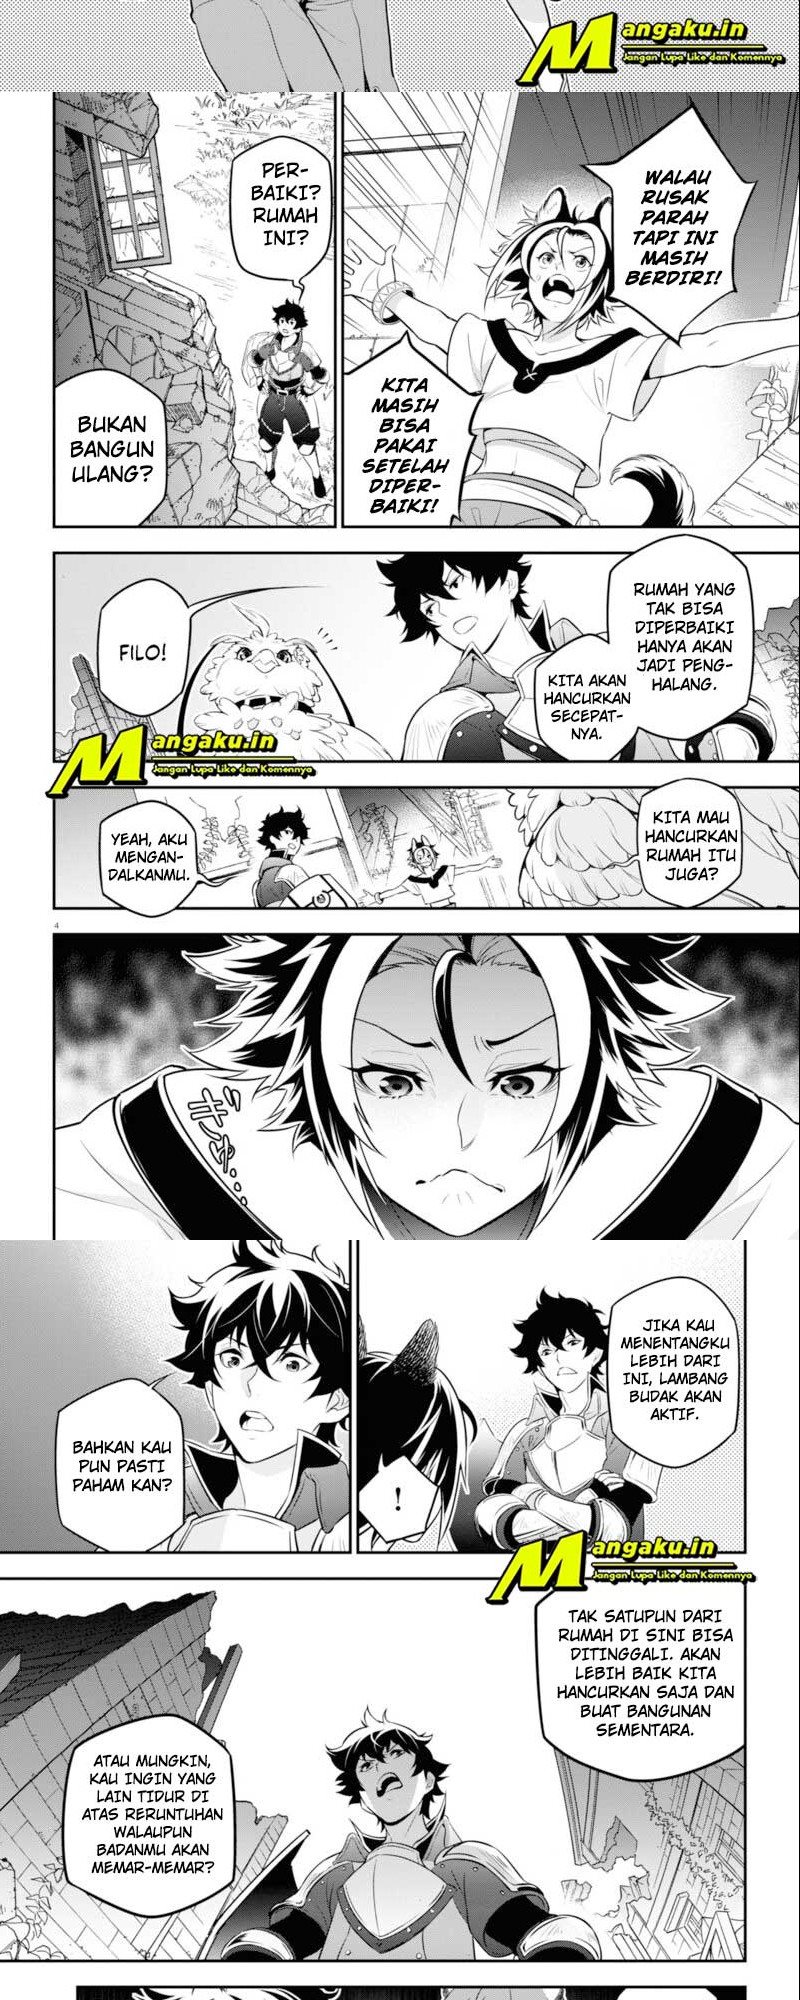 Mangaku.in
Jangan Lupa Like dan Komennya
WALAU
RUSAK
PARAH
TAPI INI
MASIH
BERDIRI!
KITA
MASIH
BISA
PAKAI
SETELAH
DIPER-
BAIKI!
PER-
BAIKI?
RUMAH
INI?
BUKAN
BANGUN
ULANG?
RUMAH YANG
TAK BISA
DIPERBAIKI
HANYA AKAN
JADI PENG-
HALANG.
KITA AKAN
HANCURKAN
SECEPAT-
NYA.
FILO!
Mangaku.in
Jangan Lupa Like dan Komennya
KITA MAU
HANCURKAN
RUMAH ITU
JUGA?
YEAH, AKU
MENGAN-
DALKANMU.
4
ぎゅ…
JIKA KAU
MENENTANGKU
LEBIH DARI
INI, LAMBANG
BUDAK AKAN
AKTIF.
!
BAHKAN KAU
PUN PASTI
PAHAM KAN?
Mangaku.in
Jangan Lupa Like dan Komennya
TAK SATUPUN DARI
RUMAH DI SINI BISA
DITINGGALI. AKAN
LEBIH BAIK KITA
HANCURKAN SAJA DAN
BUAT BANGUNAN
SEMENTARA.
ATAU MUNGKIN,
KAU INGIN YANG
LAIN TIDUR DI
ATAS RERUNTUHAN
WALAUPUN
BADANMU AKAN
MEMAR-MEMAR?